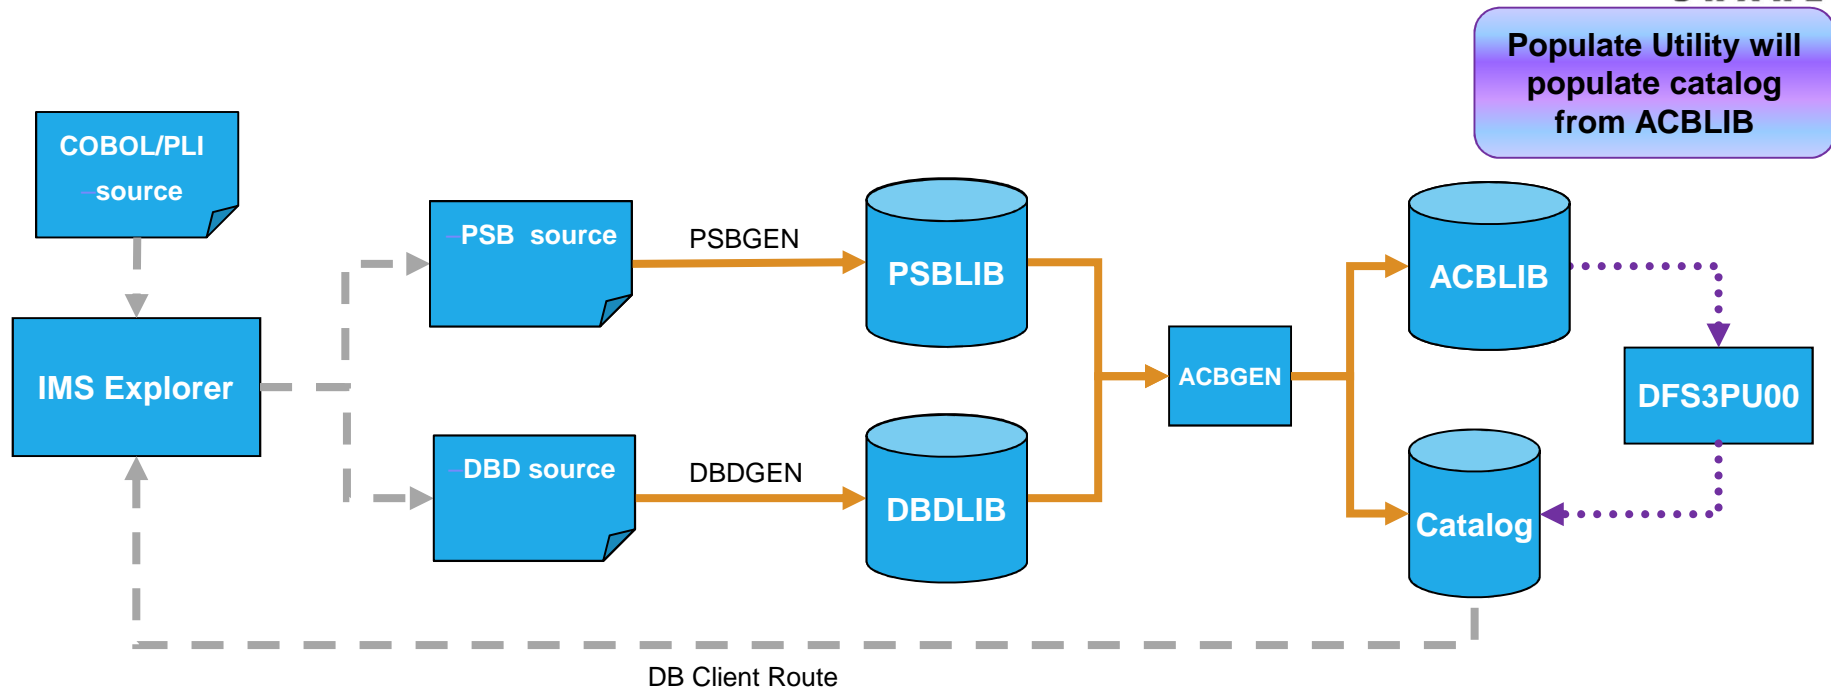 Populate Utility will
populate catalog
from ACBLIB
COBOL/PLI
–source
–PSB source
PSBGEN
PSBLIB
ACBLIB
IMS Explorer
ACBGEN
DFS3PU00
–DBD source
DBDGEN
DBDLIB
Catalog
DB Client Route